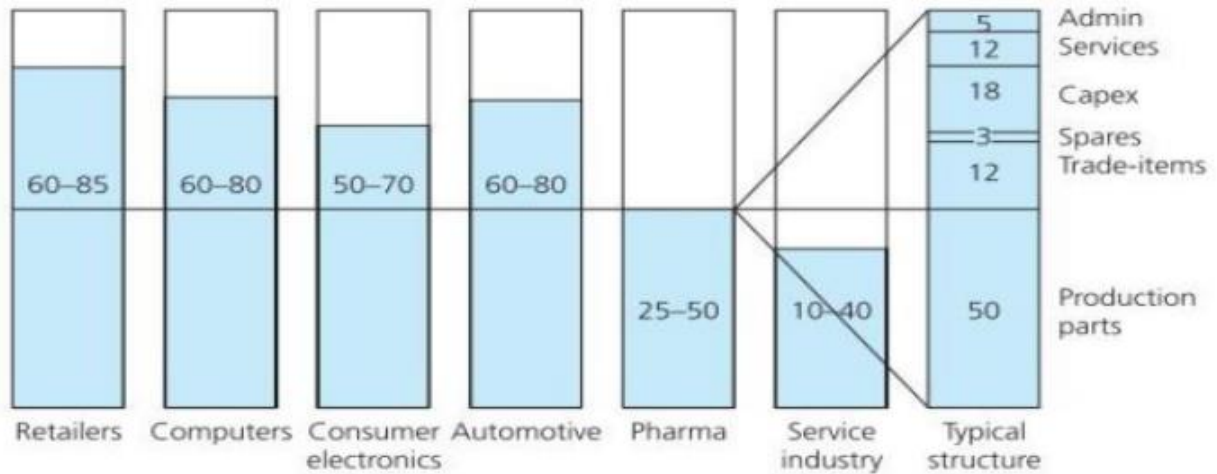 5
Admin
12
Services
18
Capex
3
Spares
12
Trade-items
60–85
60–80
50–70
60–80
25–50
10–40
50
Production
parts
Retailers
Computers
Consumer
electronics
Automotive
Pharma
Service
industry
Typical
structure